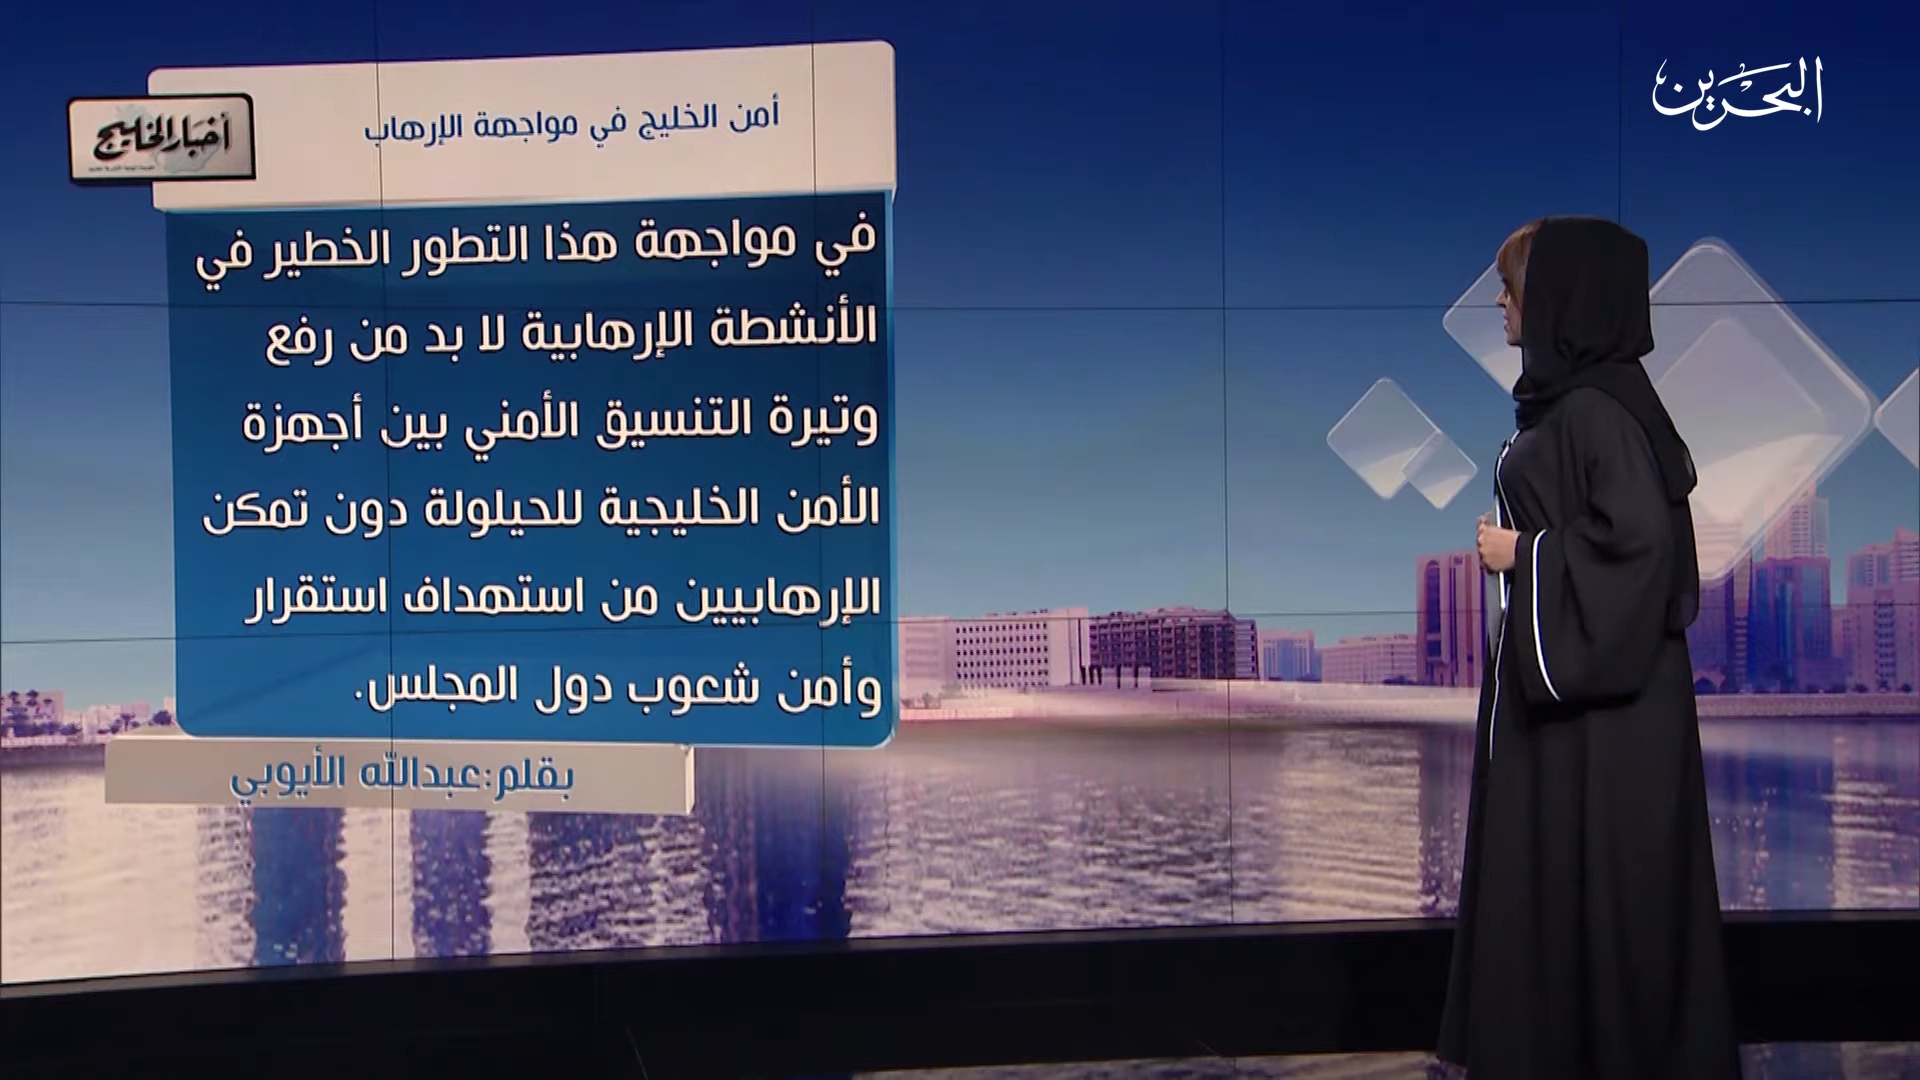 البحرين
أخبار الخليج
أمن الخليج في مواجهة الإرهاب
في مواجهة هذا التطور الخطير في
الأنشطة الإرهابية لا بد من رفع
وتيرة التنسيق الأمني بين أجهزة
الأمن الخليجية للحيلولة دون تمكن
الإرهابيين من استهداف استقرار
وأمن شعوب دول المجلس.
بقلم:عبدالله الأيوبي